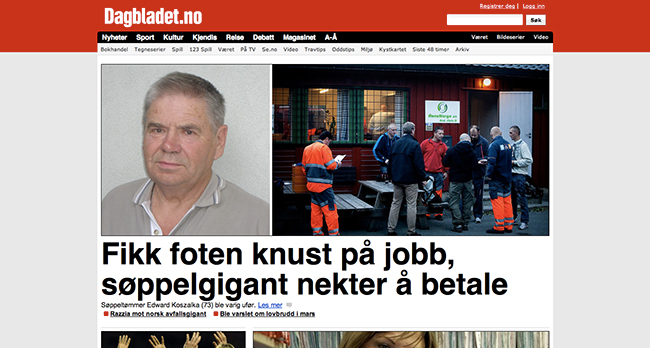 Dagbladet.no
Registrer deg | Logg inn
Søk
Nyheter Sport Kultur Kjendis Reise Debatt Magasinet A-Å
Været Bildeserier Video
Bokhandel Tegneserier Spill 123 Spill Været På TV Se.no Video Travtips Oddstips Miljø Kystkartet Siste 48 timer Arkiv
RenoNorge AS
Fikk foten knust på jobb,
søppelgigant nekter å betale
Søppeltømmer Edward Koszalka (73) ble varig ufør. Les mer
Razzia mot norsk avfallsgigant
Ble varslet om lovbrudd i mars